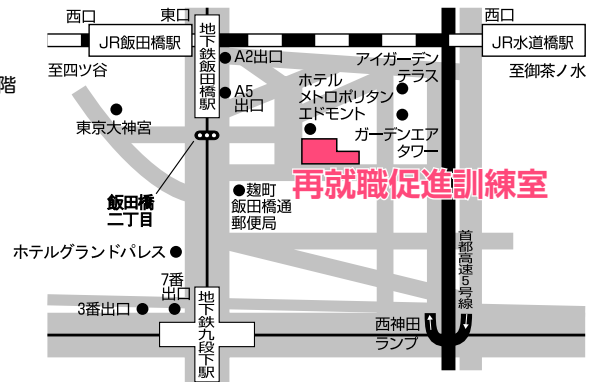 西口
東口
西口
JR飯田橋駅
地下鉄飯田橋駅
JR水道橋駅
至四ツ谷
A2出口
アイガーデン
テラス
至御茶ノ水
階
A5
出口
ホテル
メトロポリタン
エドモント
東京大神宮
ガーデンエア
タワー
再就職促進訓練室
飯田橋
二丁目
麹町
飯田橋通
郵便局
ホテルグランドパレス
首都高速5号線
7番
出口
3番出口
地下鉄九段下駅
西神田
ランプ